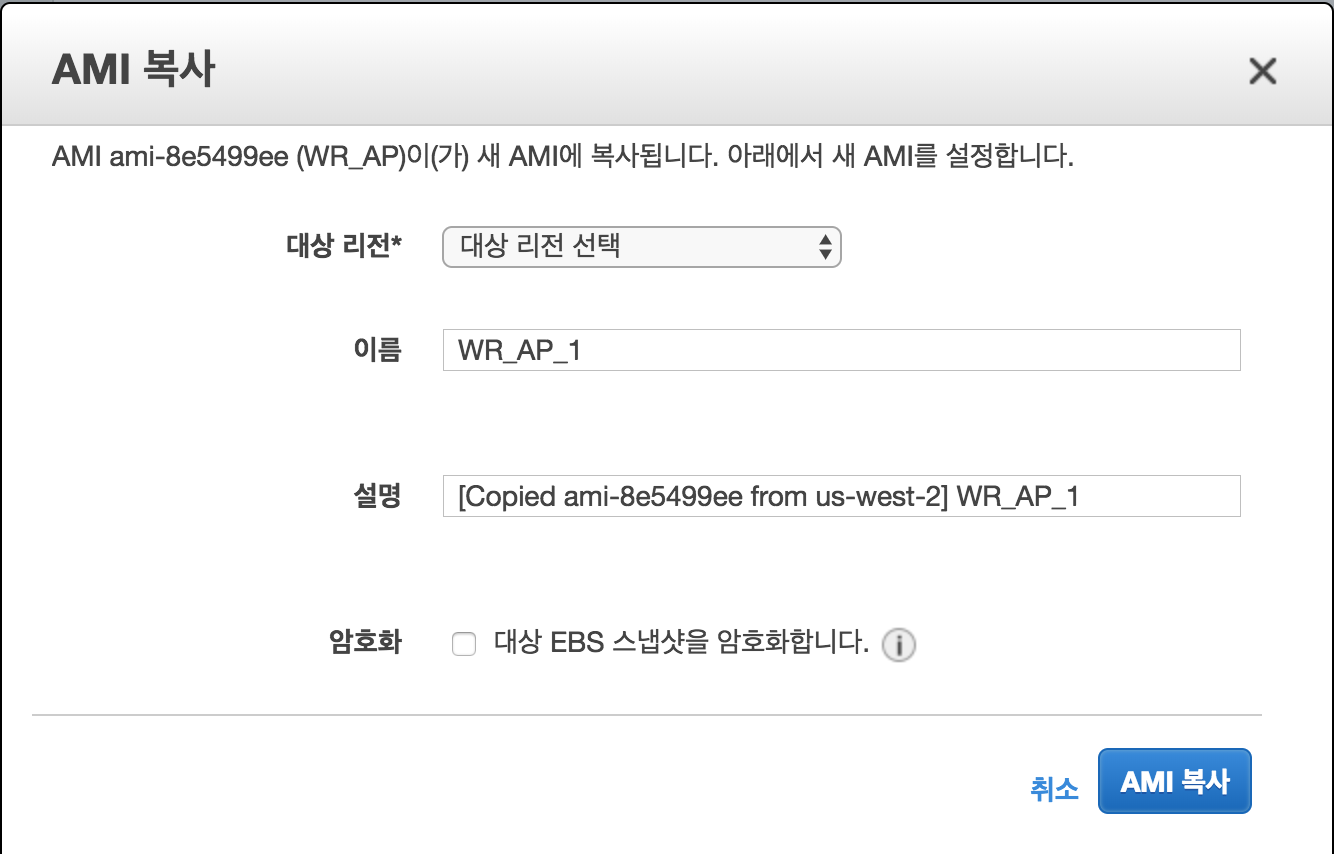 AMI 복사
AMI ami-8e5499ee (WR_AP)이(가) 새 AMI에 복사됩니다. 아래에서 새 AMI를 설정합니다.
대상 리전* 대상 리전 선택
이름 WR_AP_1
설명 [Copied ami-8e5499ee from us-west-2] WR_AP_1
암호화 대상 EBS 스냅샷을 암호화합니다.
취소 AMI 복사